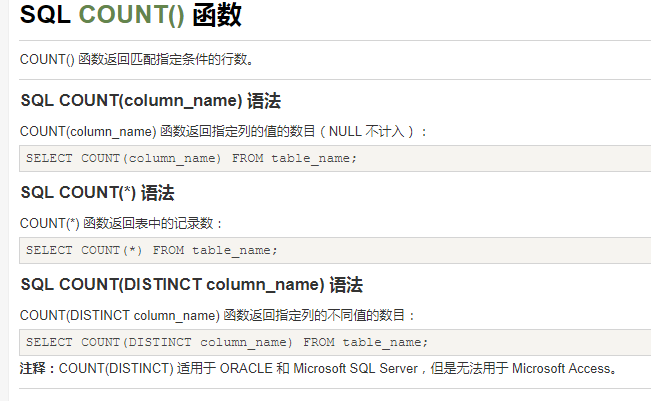 SQL COUNT() 函数
COUNT() 函数返回匹配指定条件的行数。
SQL COUNT(column_name) 语法
COUNT(column_name) 函数返回指定列的值的数目（NULL 不计入）：
SELECT COUNT(column_name) FROM table_name;
SQL COUNT(*) 语法
COUNT(*) 函数返回表中的记录数：
SELECT COUNT(*) FROM table_name;
SQL COUNT(DISTINCT column_name) 语法
COUNT(DISTINCT column_name) 函数返回指定列的不同值的数目：
SELECT COUNT(DISTINCT column_name) FROM table_name;
注释：COUNT(DISTINCT) 适用于 ORACLE 和 Microsoft SQL Server，但是无法用于 Microsoft Access。